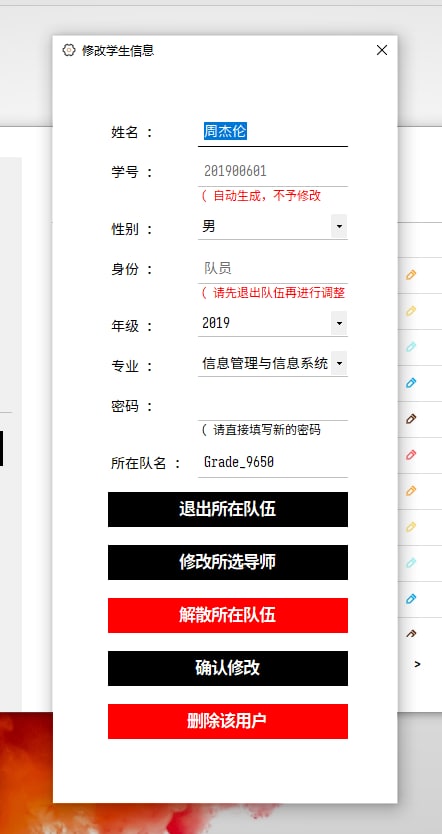 修改学生信息
姓名 ： 周杰伦
学号 ： 201900601
( 自动生成，不予修改
性别 ： 男
身份 ： 队员
( 请先退出队伍再进行调整
年级 ： 2019
专业 ： 信息管理与信息系统
密码 ：
( 请直接填写新的密码
所在队名 ： Grade_9650
退出所在队伍
修改所选导师
解散所在队伍
确认修改
>
删除该用户